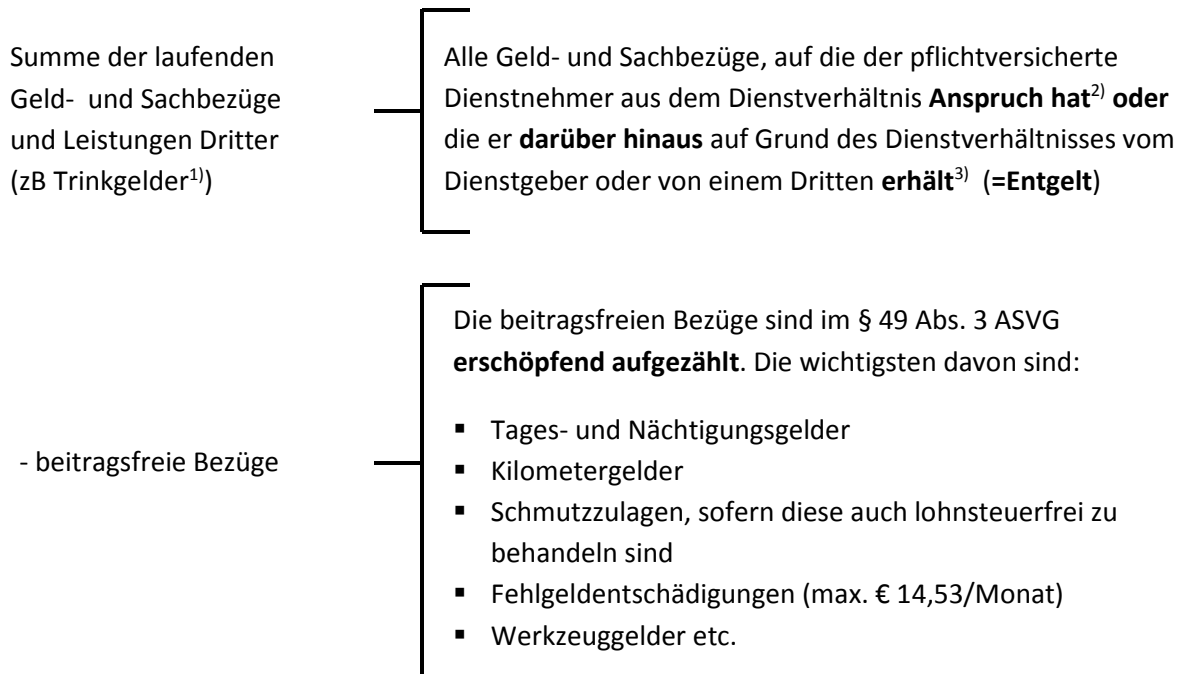 Summe der laufenden
Geld- und Sachbezüge
und Leistungen Dritter
(zB Trinkgelder1))
Alle Geld- und Sachbezüge, auf die der pflichtversicherte
Dienstnehmer aus dem Dienstverhältnis Anspruch hat2) oder
die er darüber hinaus auf Grund des Dienstverhältnisses vom
Dienstgeber oder von einem Dritten erhält3) (=Entgelt)
- beitragsfreie Bezüge
Die beitragsfreien Bezüge sind im § 49 Abs. 3 ASVG
erschöpfend aufgezählt. Die wichtigsten davon sind:
▪ Tages- und Nächtigungsgelder
▪ Kilometergelder
▪ Schmutzzulagen, sofern diese auch lohnsteuerfrei zu
behandeln sind
▪ Fehlgeldentschädigungen (max. € 14,53/Monat)
▪ Werkzeuggelder etc.